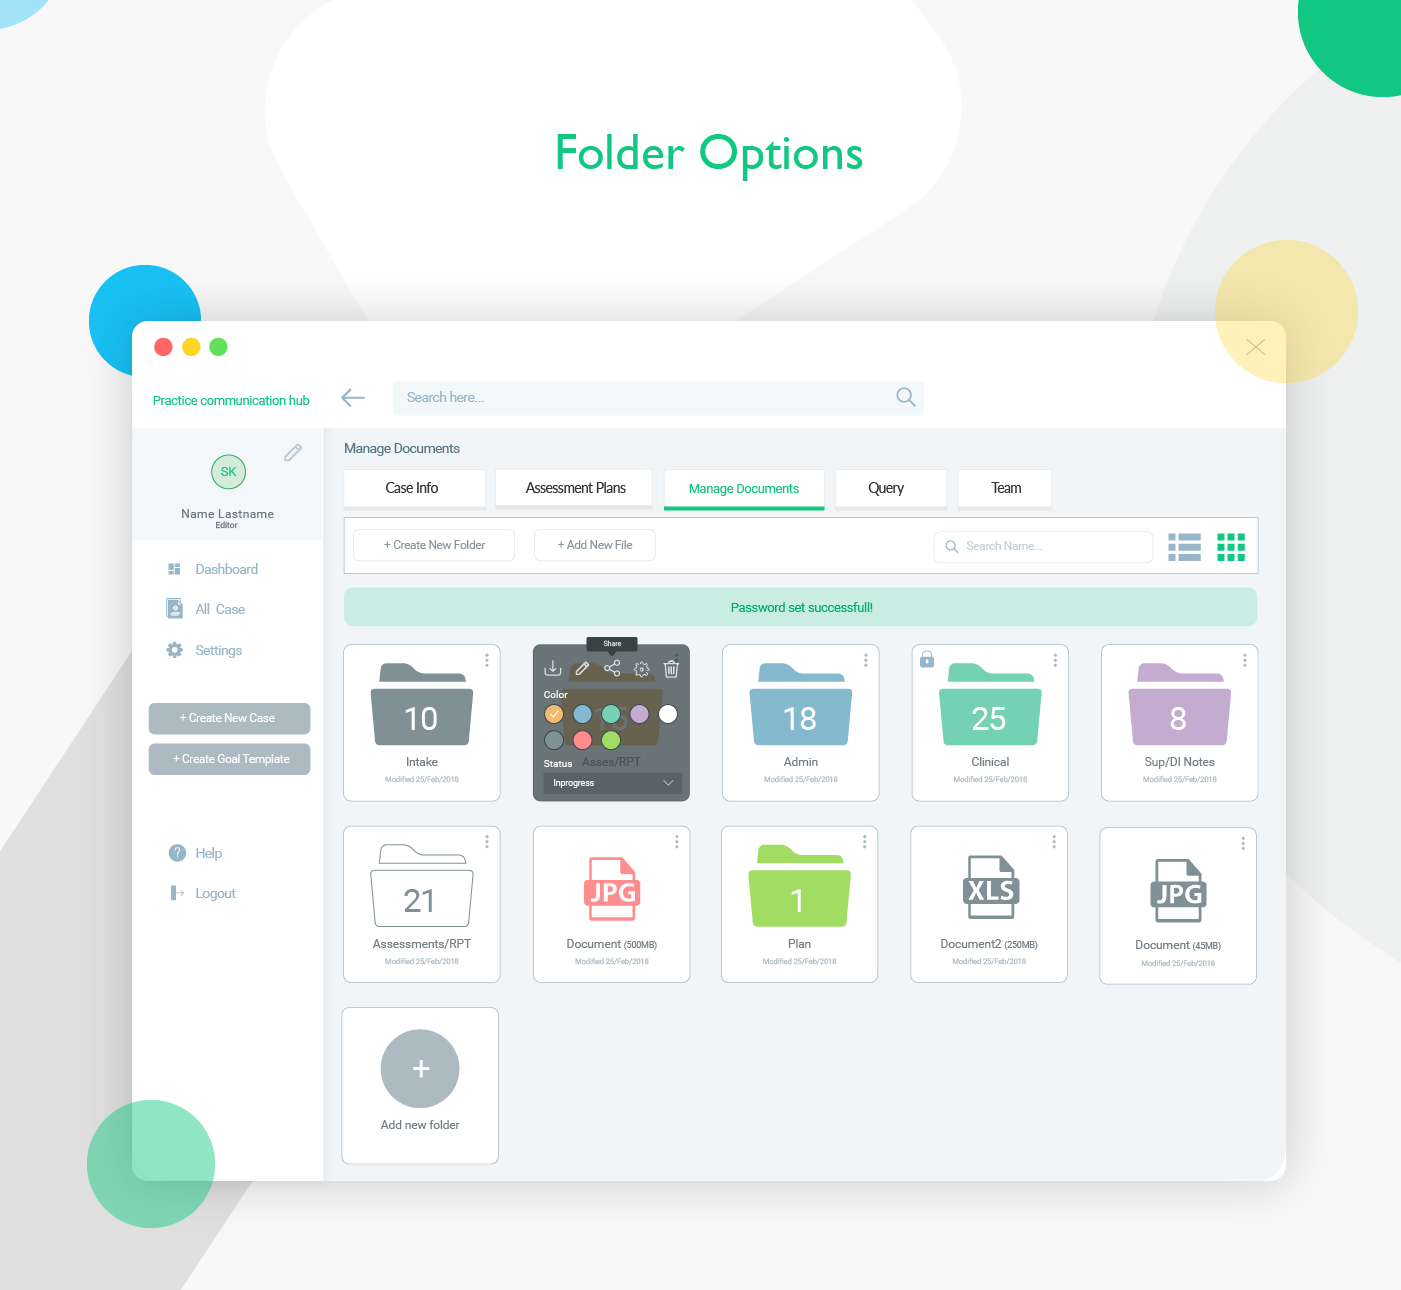 Folder Options
Practice communication hub
Search here...
SK
Name Lastname
Editor
Dashboard
All Case
Settings
+ Create New Case
+ Create Goal Template
Help
Logout
Manage Documents
Case Info
Assessment Plans
Manage Documents
Query
Team
+ Create New Folder
+ Add New File
Search Name...
Password set successfull!
10
Intake
Modified 25/Feb/2018
Share
Color
15
Asses/RPT
Status
Inprogress
18
Admin
Modified 25/Feb/2018
25
Clinical
Modified 25/Feb/2018
8
Sup/DI Notes
Modified 25/Feb/2018
21
Assessments/RPT
Modified 25/Feb/2018
JPG
Document (500MB)
Modified 25/Feb/2018
1
Plan
Modified 25/Feb/2018
XLS
Document2 (250MB)
Modified 25/Feb/2018
JPG
Document (45MB)
Modified 25/Feb/2018
+
Add new folder